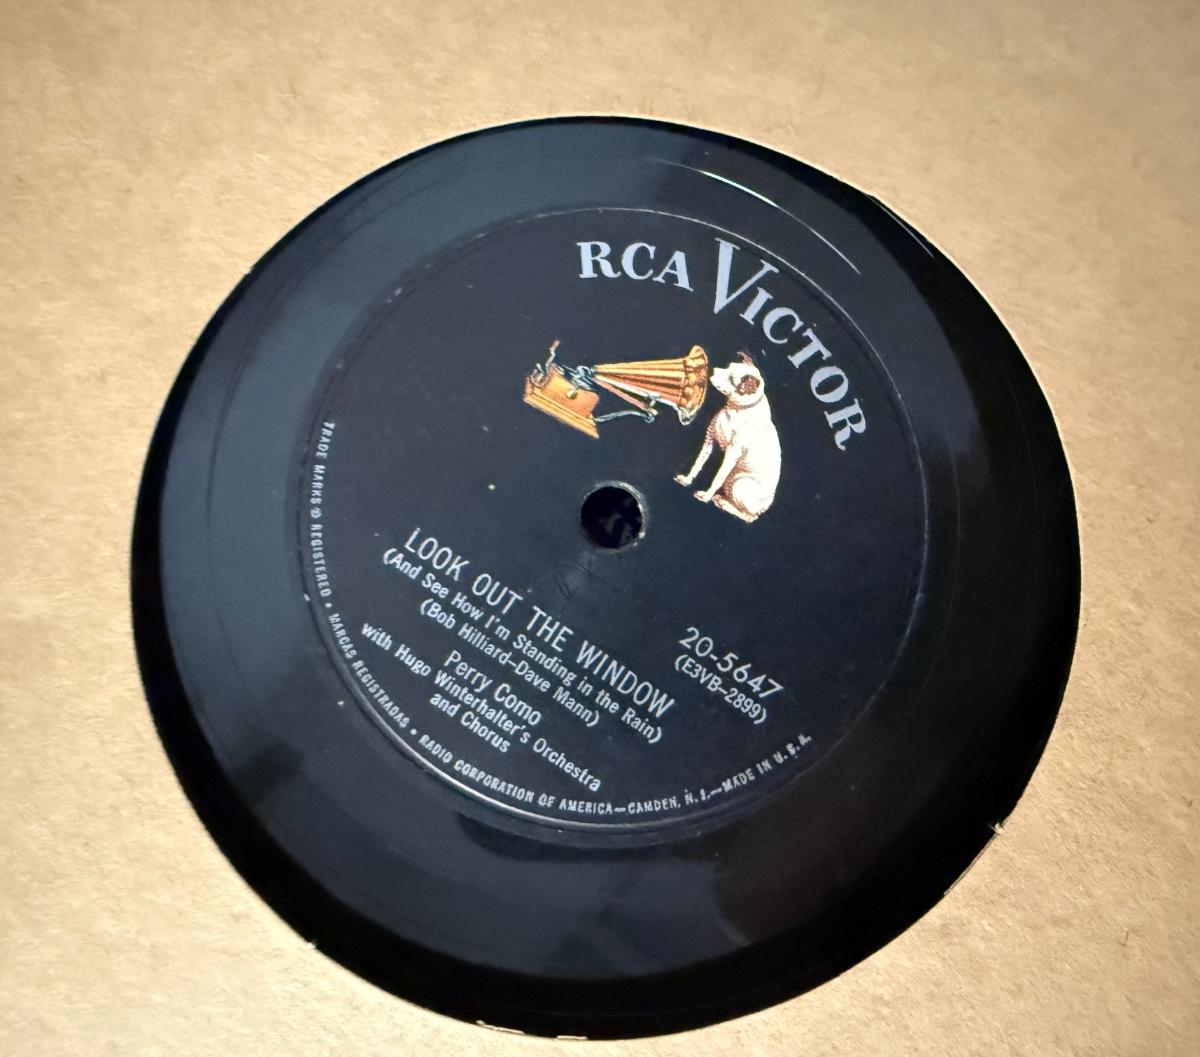 RCA VICTOR
20-5647
(E3VB-2899)
LOOK OUT THE WINDOW
(And See How I'm Standing in the Rain)
(Bob Hilliard–Dave Mann)
Perry Como
with Hugo Winterhalter's Orchestra
and Chorus
TRADE MARKS ® REGISTERED • MARCAS REGISTRADAS • RADIO CORPORATION OF AMERICA—CAMDEN, N. J.—MADE IN U. S. A.